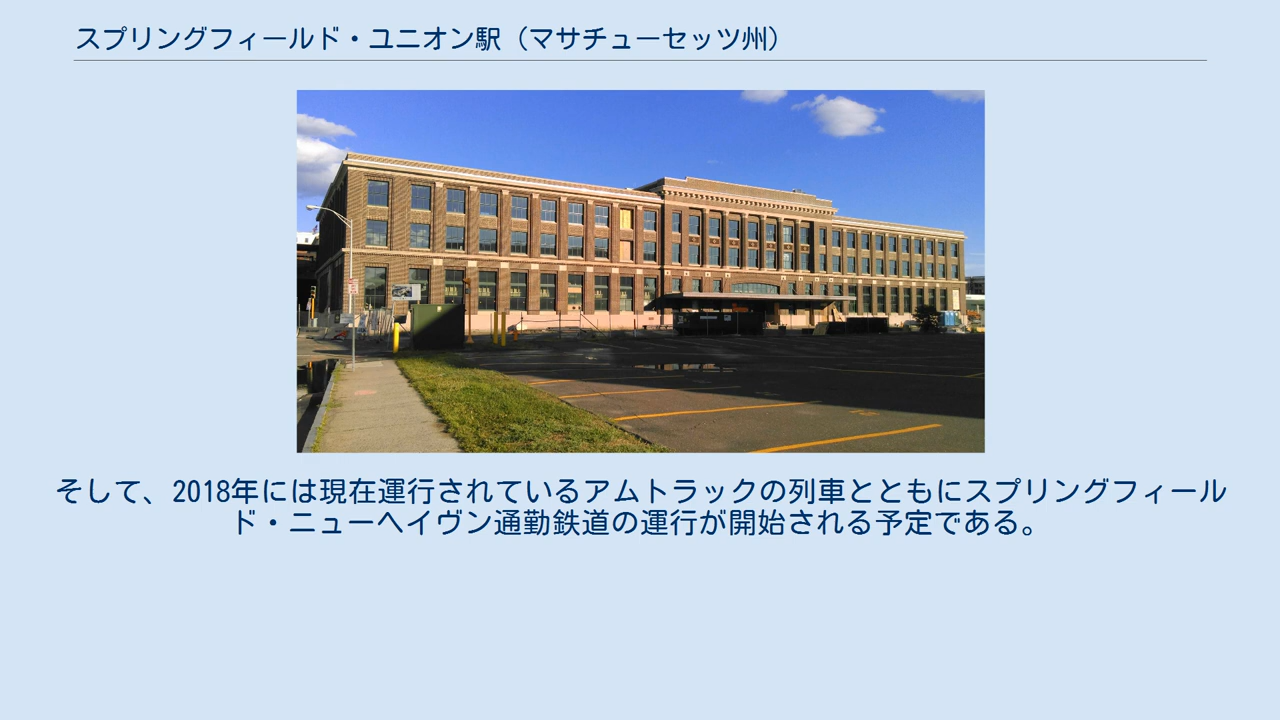 スプリングフィールド・ユニオン駅（マサチューセッツ州）
そして、2018年には現在運行されているアムトラックの列車とともにスプリングフィール
ド・ニューヘイヴン通勤鉄道の運行が開始される予定である。